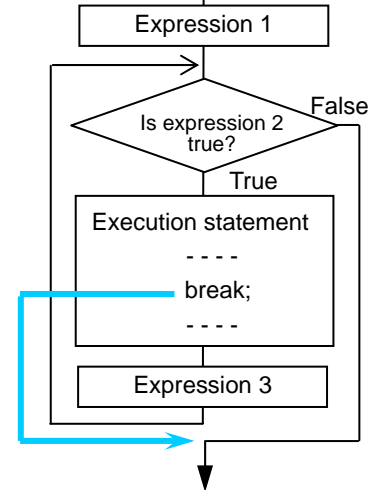 Expression 1
False
Is expression 2
true?
True
Execution statement
- - - -
break;
- - - -
Expression 3